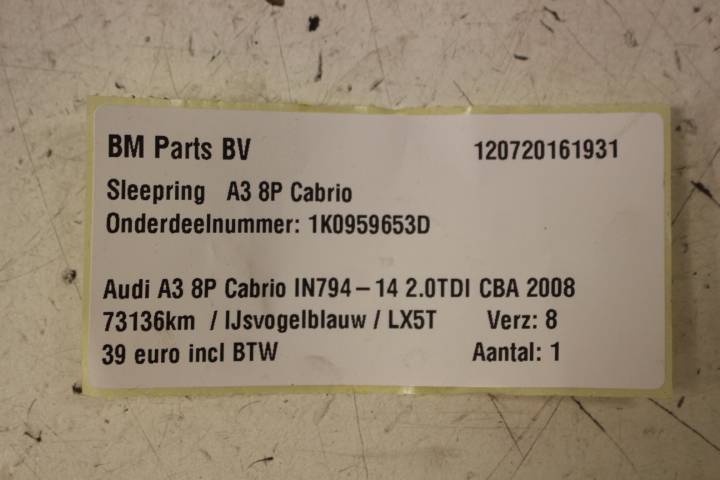 BM Parts BV 120720161931
Sleepring A3 8P Cabrio
Onderdeelnummer: 1K0959653D
Audi A3 8P Cabrio IN794-14 2.0TDI CBA 2008
73136km / IJsvogelblauw / LX5T Verz: 8
39 euro incl BTW Aantal: 1